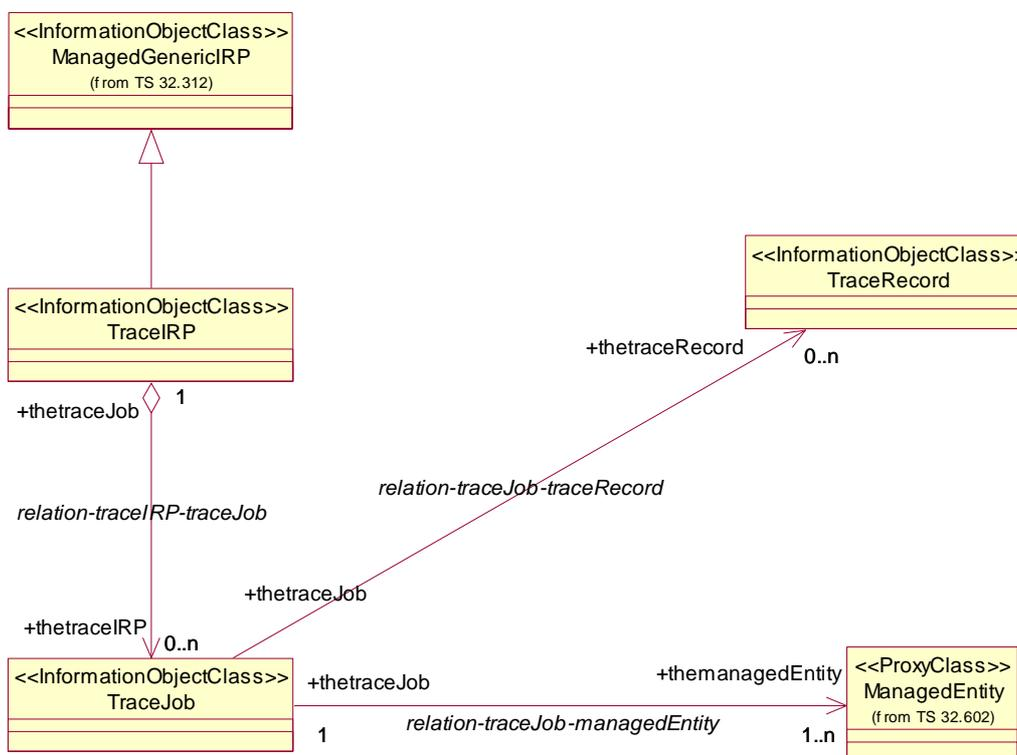 <<InformationObjectClass>>
ManagedGenericIRP
(from TS 32.312)
<<InformationObjectClass>>
TraceRecord
<<InformationObjectClass>>
TraceIRP
+thetraceRecord
0..n
1
+thetraceJob
relation-traceJob-traceRecord
relation-traceIRP-traceJob
+thetraceJob
+thetraceIRP
0..n
<<InformationObjectClass>>
TraceJob
+thetraceJob
1
relation-traceJob-managedEntity
+themanagedEntity
1..n
<<ProxyClass>>
ManagedEntity
(from TS 32.602)